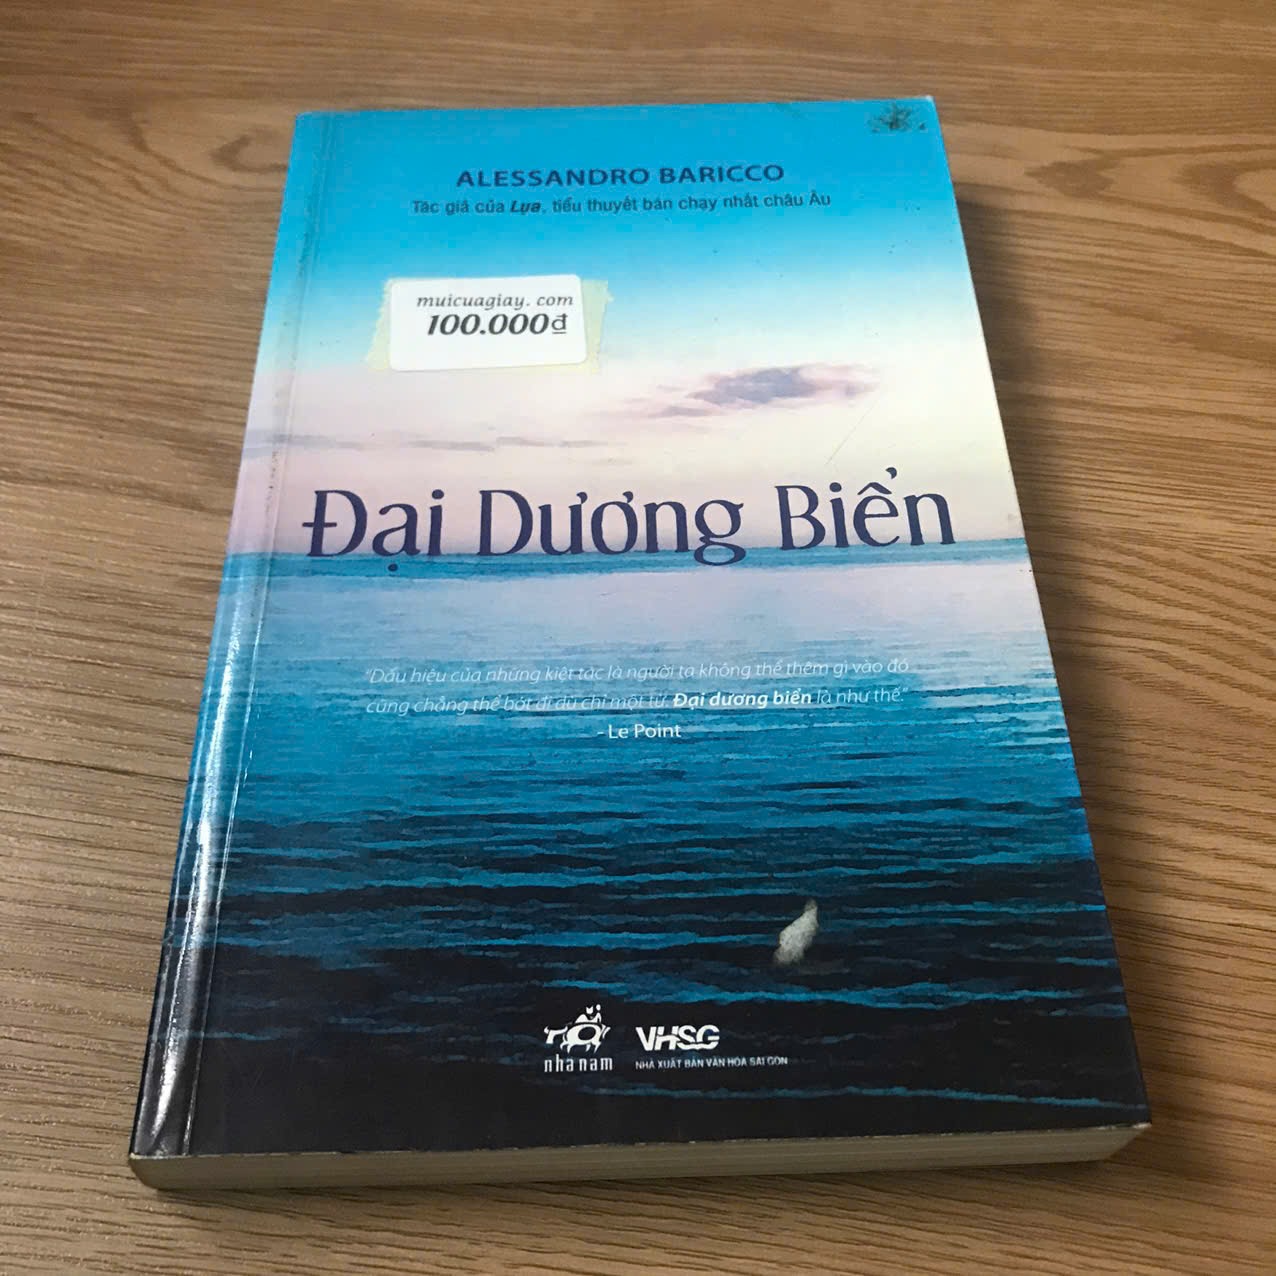 ALESSANDRO BARICCO
Tác giả của Lụa, tiểu thuyết bán chạy nhất châu Âu
muicuagiay. com
100.000đ
Đại Dương Biển
"Dấu hiệu của những kiệt tác là người ta không thể thêm gì vào đó
cũng chẳng thể bớt đi dù chỉ một từ. Đại dương biển là như thế."
- Le Point
nhã nam
VHSG
NHÀ XUẤT BẢN VĂN HÓA SÀI GÒN